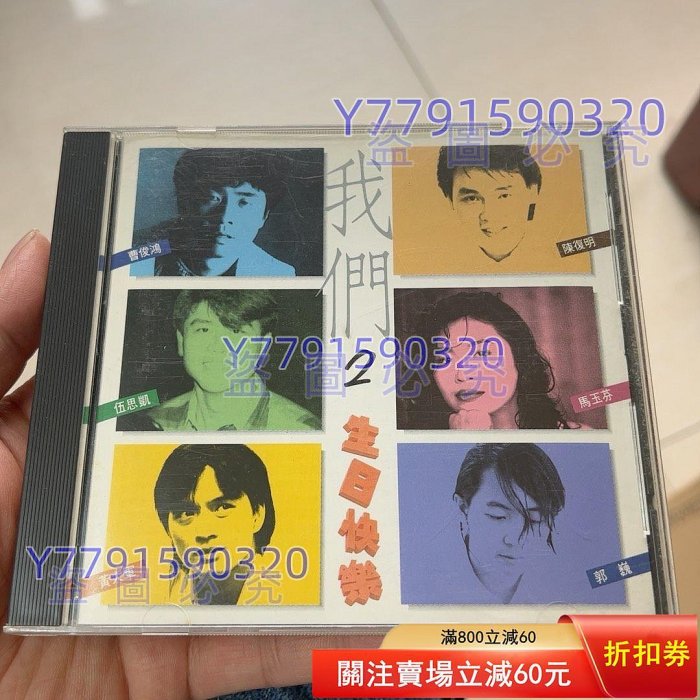 Y7791590320
盜圖必究
我們
2
生日快樂
曹俊鴻
陳復明
伍思凱
馬玉芬
郭巍
Y7791590320
盜圖必究
Y7791590320
盜圖必究
滿800立減60
關注賣場立減60元
折扣券